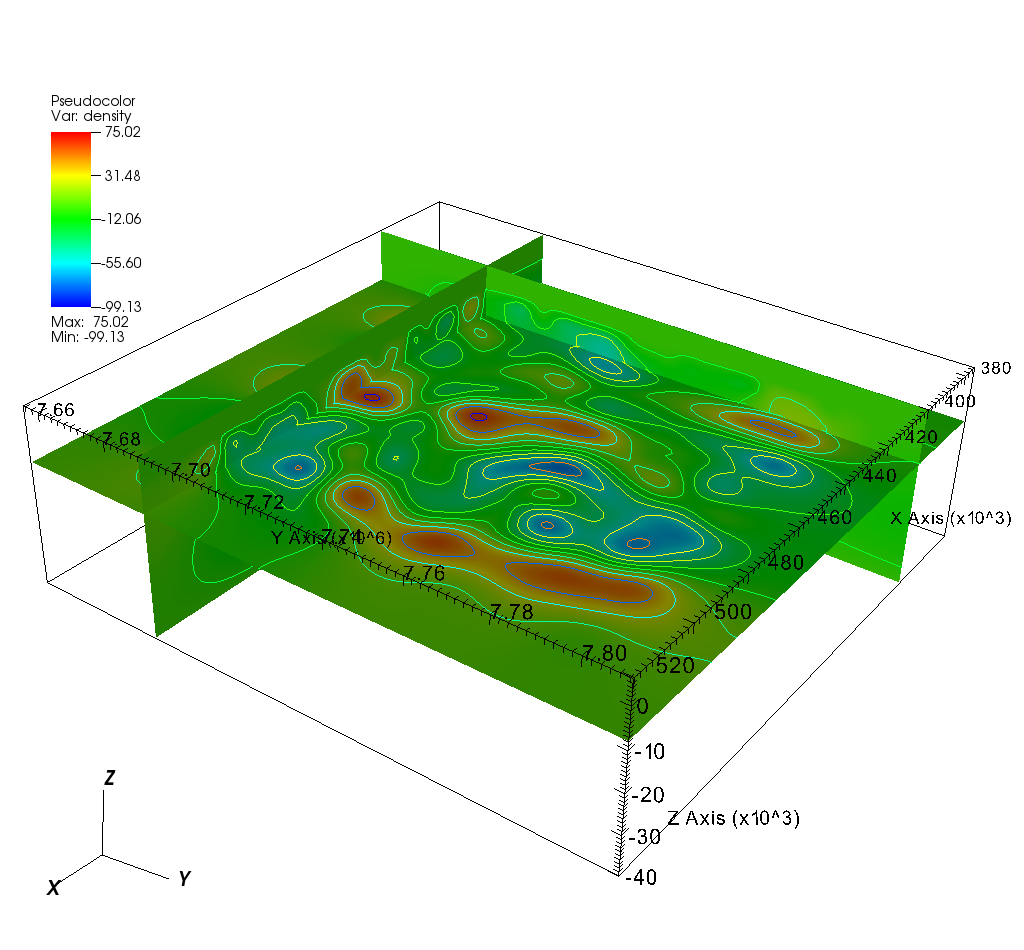 Pseudocolor
Var: density
75.02
31.48
-12.06
-55.60
-99.13
Max: 75.02
Min: -99.13
7.66
7.68
7.70
7.72
7.74
7.76
7.78
7.80
Y Axis (x10^6)
380
400
420
440
460
480
500
520
X Axis (x10^3)
0
-10
-20
-30
-40
Z Axis (x10^3)
Z
X
Y